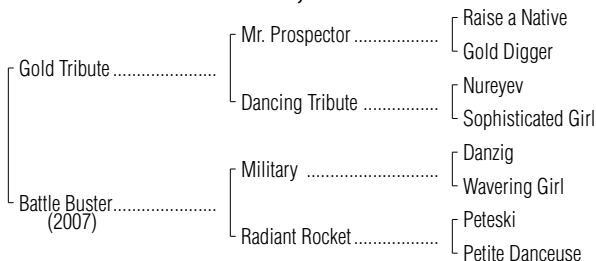 Raise a Native
Mr. Prospector ....................
Gold Digger
Gold Tribute .......................
Nureyev
Dancing Tribute ..................
Sophisticated Girl
Danzig
Military ................................
Wavering Girl
Battle Buster.......................
(2007)
Peteski
Radiant Rocket ....................
Petite Danceuse